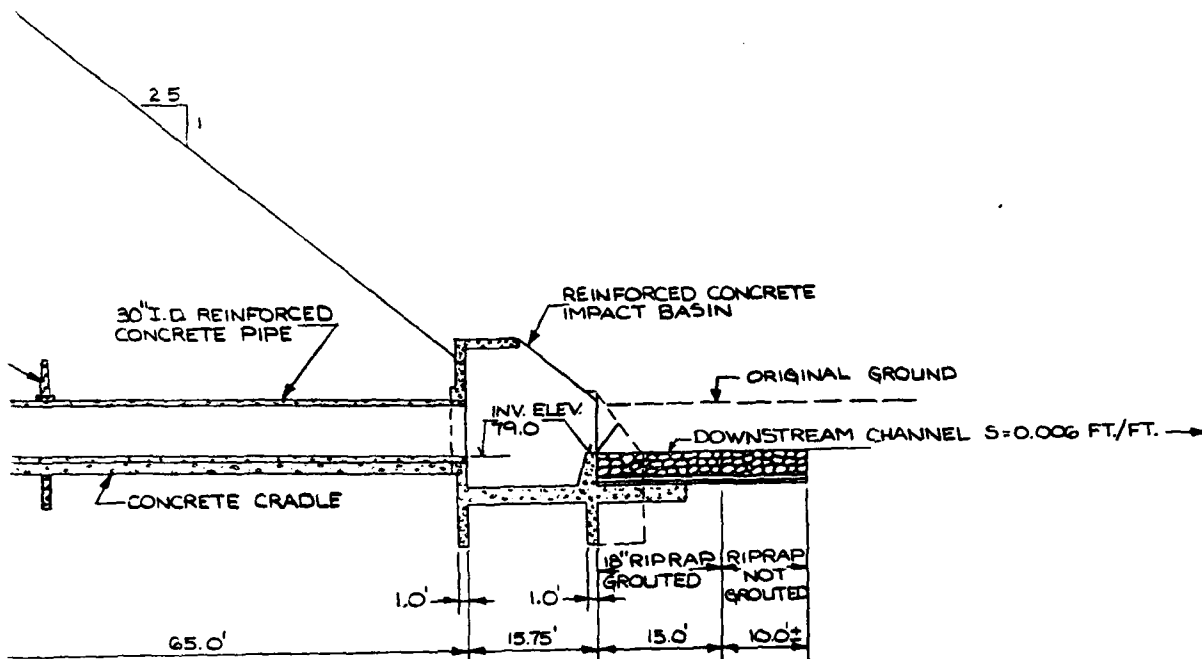 2 5
1
30" I.D. REINFORCED
CONCRETE PIPE
REINFORCED CONCRETE
IMPACT BASIN
ORIGINAL GROUND
INV. ELEV.
79.0
DOWNSTREAM CHANNEL S=0.006 FT./FT.
CONCRETE CRADLE
18" RIPRAP
GROUTED
RIPRAP
NOT
GROUTED
1.0'
1.0'
65.0'
15.75'
15.0'
10.0'±